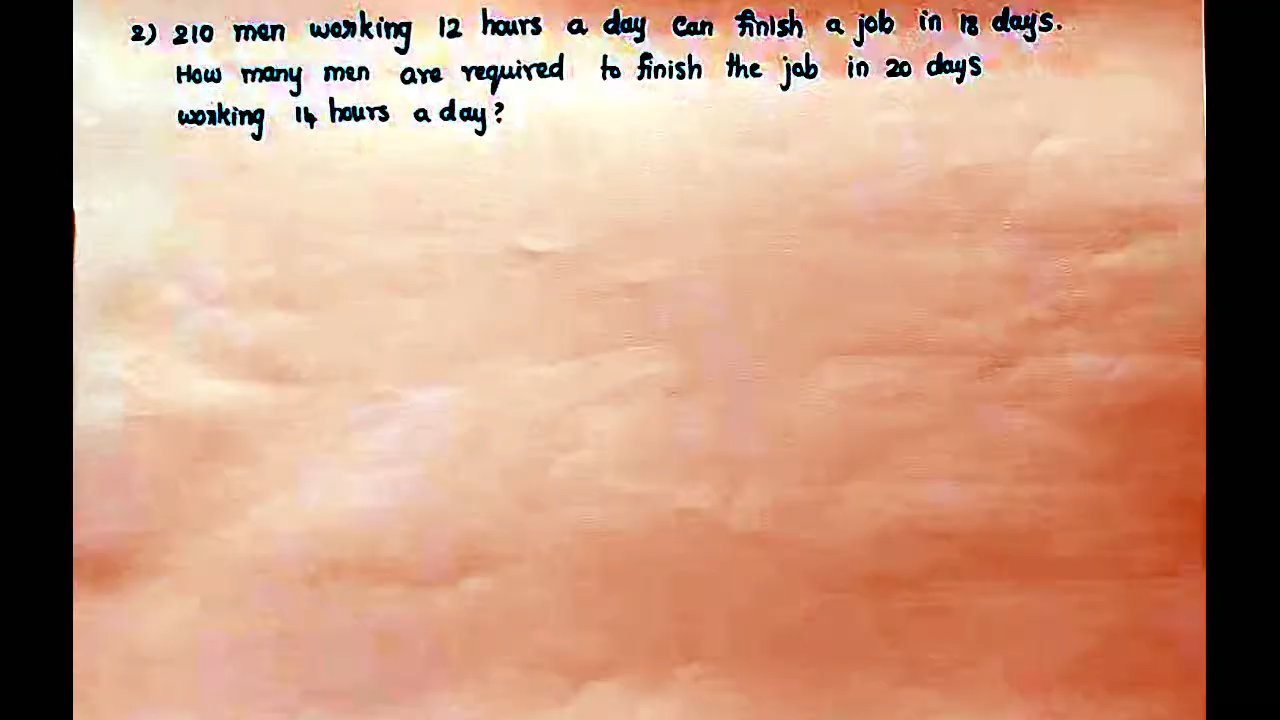 2) 210 men working 12 hours a day can finish a job in 18 days.
How many men are required to finish the job in 20 days
working 14 hours a day?